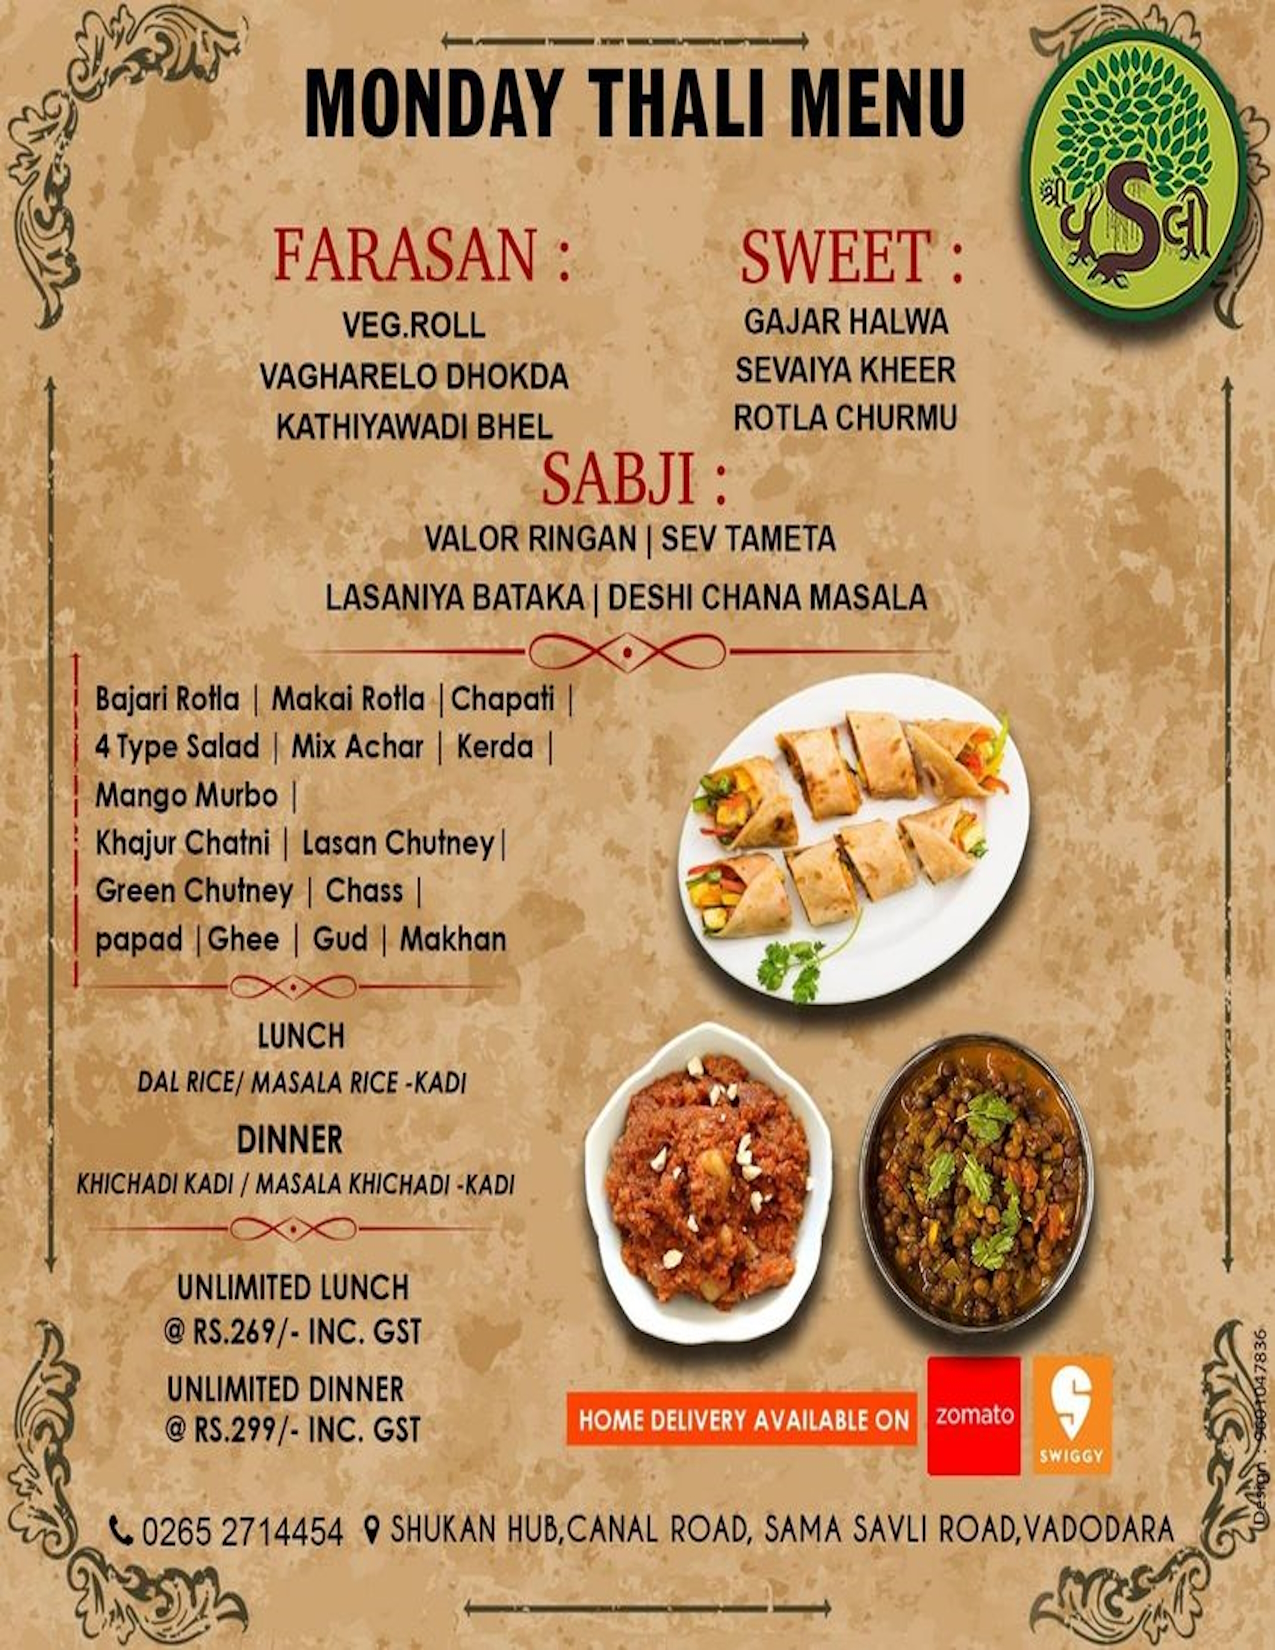 MONDAY THALI MENU
શ્રી વડSલી
FARASAN :
VEG.ROLL
VAGHARELO DHOKDA
KATHIYAWADI BHEL
SWEET :
GAJAR HALWA
SEVAIYA KHEER
ROTLA CHURMU
SABJI :
VALOR RINGAN | SEV TAMETA
LASANIYA BATAKA | DESHI CHANA MASALA
Bajari Rotla | Makai Rotla | Chapati |
4 Type Salad | Mix Achar | Kerda |
Mango Murbo |
Khajur Chatni | Lasan Chutney |
Green Chutney | Chass |
papad | Ghee | Gud | Makhan
LUNCH
DAL RICE/ MASALA RICE -KADI
DINNER
KHICHADI KADI / MASALA KHICHADI -KADI
UNLIMITED LUNCH
@ RS.269/- INC. GST
UNLIMITED DINNER
@ RS.299/- INC. GST
HOME DELIVERY AVAILABLE ON
zomato
SWIGGY
0265 2714454 SHUKAN HUB,CANAL ROAD, SAMA SAVLI ROAD,VADODARA
Design : 9601047836